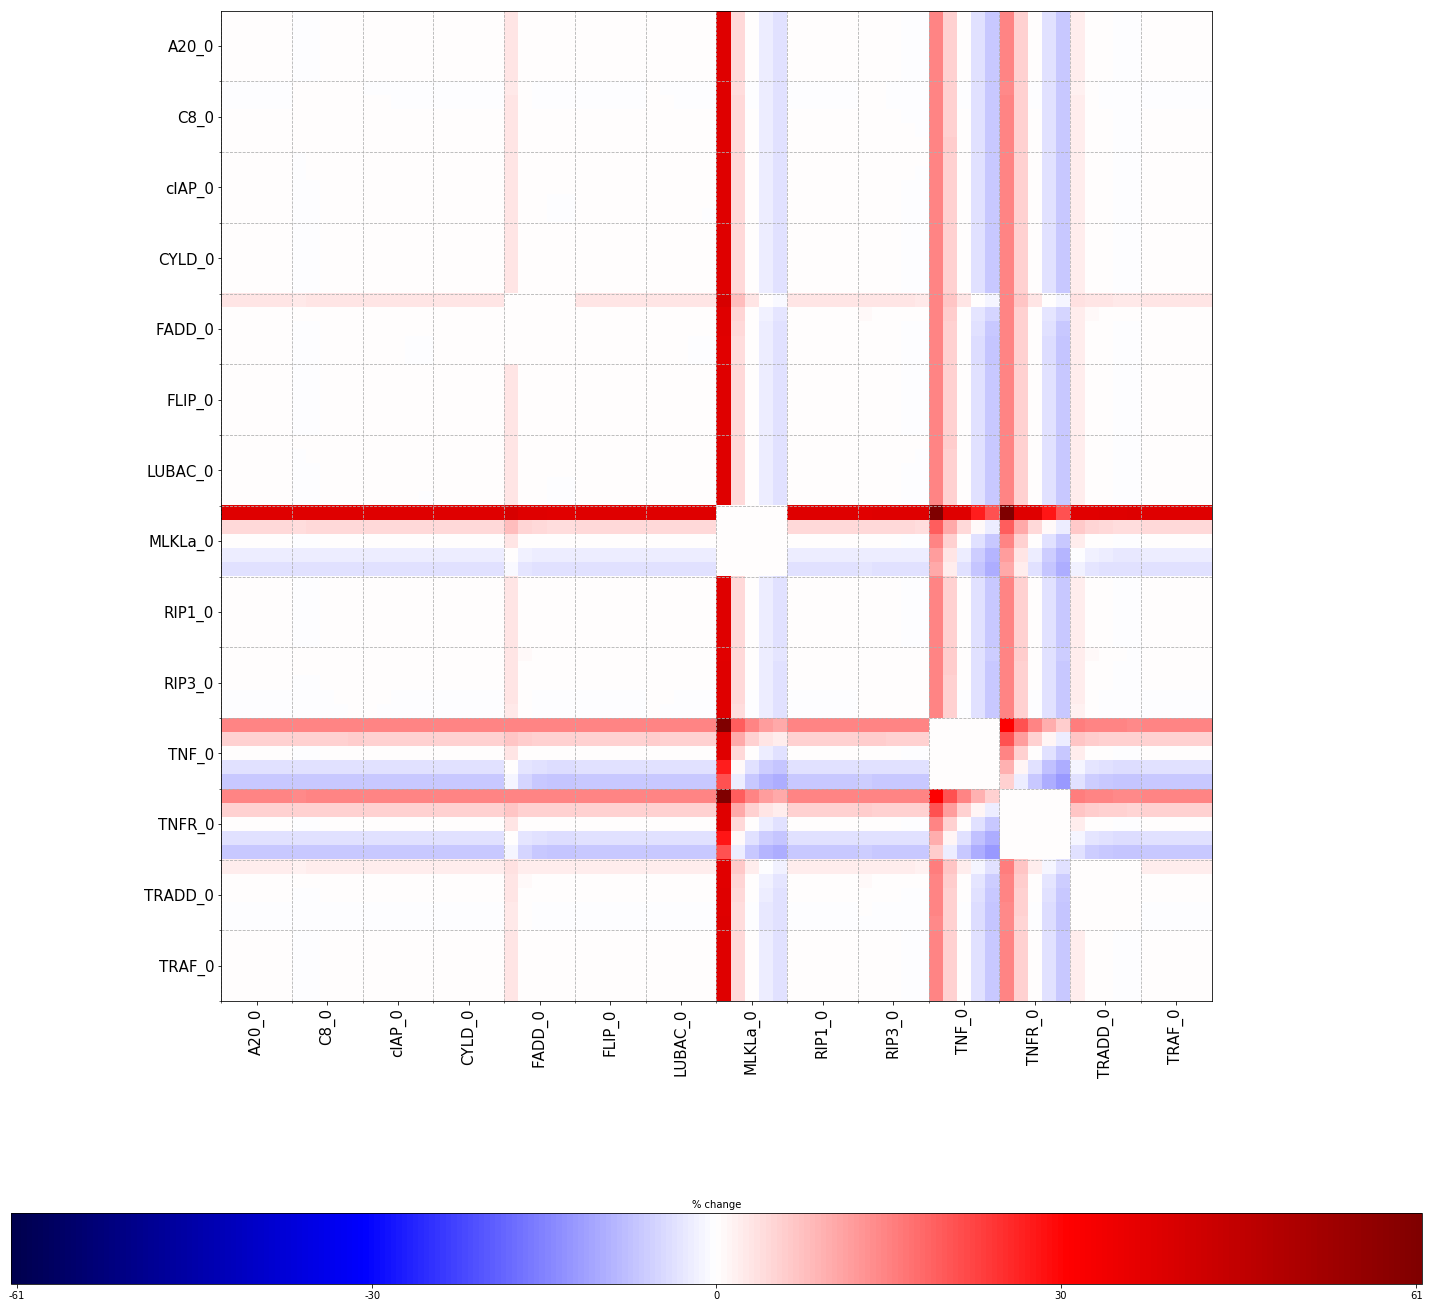 A20_0
C8_0
cIAP_0
CYLD_0
FADD_0
FLIP_0
LUBAC_0
MLKLa_0
RIP1_0
RIP3_0
TNF_0
TNFR_0
TRADD_0
TRAF_0
A20_0 C8_0 cIAP_0 CYLD_0 FADD_0 FLIP_0 LUBAC_0 MLKLa_0 RIP1_0 RIP3_0 TNF_0 TNFR_0 TRADD_0 TRAF_0
% change
-61 -30 0 30 61